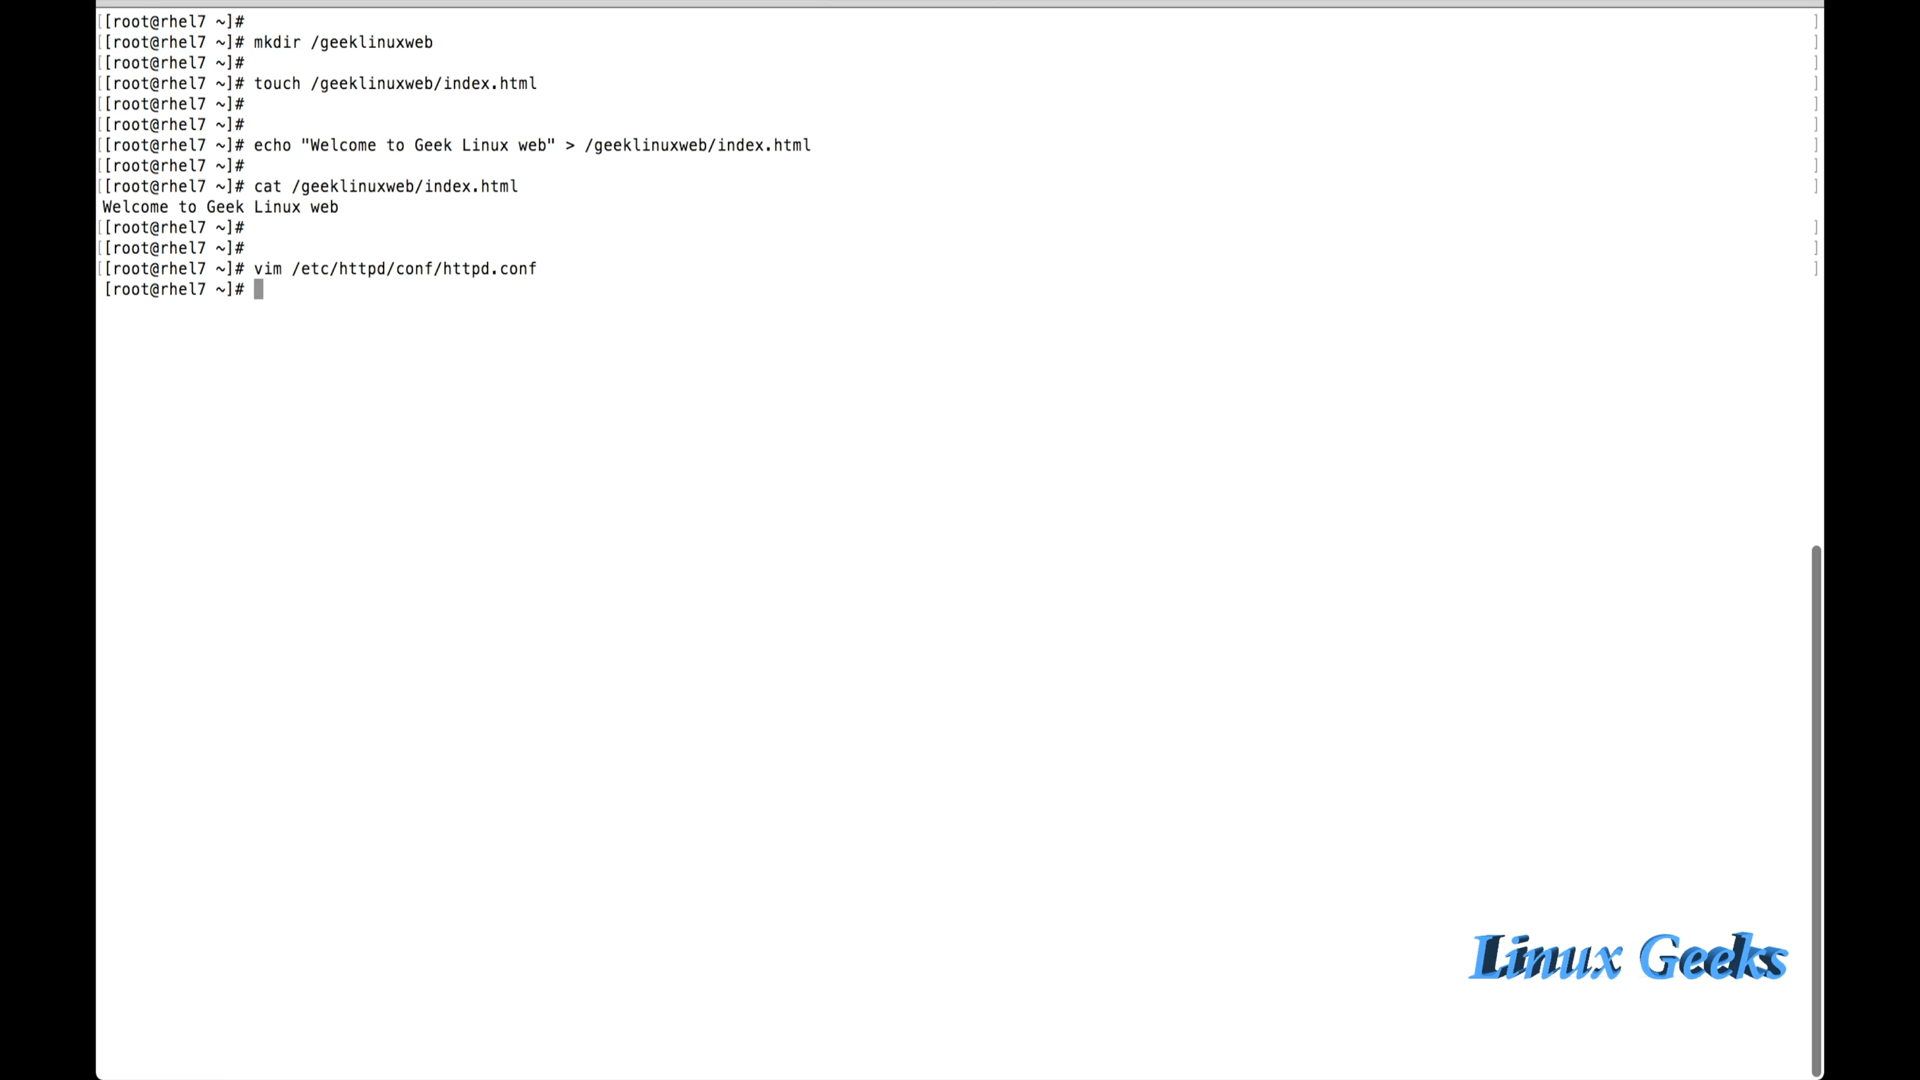 [[root@rhel7 ~]# ]
[[root@rhel7 ~]# mkdir /geeklinuxweb ]
[[root@rhel7 ~]# ]
[[root@rhel7 ~]# touch /geeklinuxweb/index.html ]
[[root@rhel7 ~]# ]
[[root@rhel7 ~]# ]
[[root@rhel7 ~]# echo "Welcome to Geek Linux web" > /geeklinuxweb/index.html ]
[[root@rhel7 ~]# ]
[[root@rhel7 ~]# cat /geeklinuxweb/index.html ]
Welcome to Geek Linux web
[[root@rhel7 ~]# ]
[[root@rhel7 ~]# ]
[[root@rhel7 ~]# vim /etc/httpd/conf/httpd.conf ]
[root@rhel7 ~]#
Linux Geeks